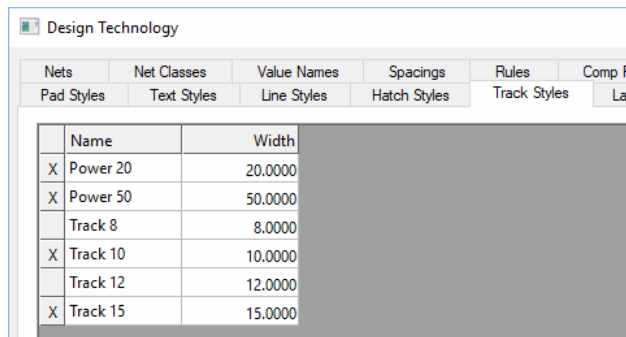 Design Technology
Nets Net Classes Value Names Spacings Rules Comp
Pad Styles Text Styles Line Styles Hatch Styles Track Styles
Name Width
X Power 20 20.0000
X Power 50 50.0000
Track 8 8.0000
X Track 10 10.0000
Track 12 12.0000
X Track 15 15.0000